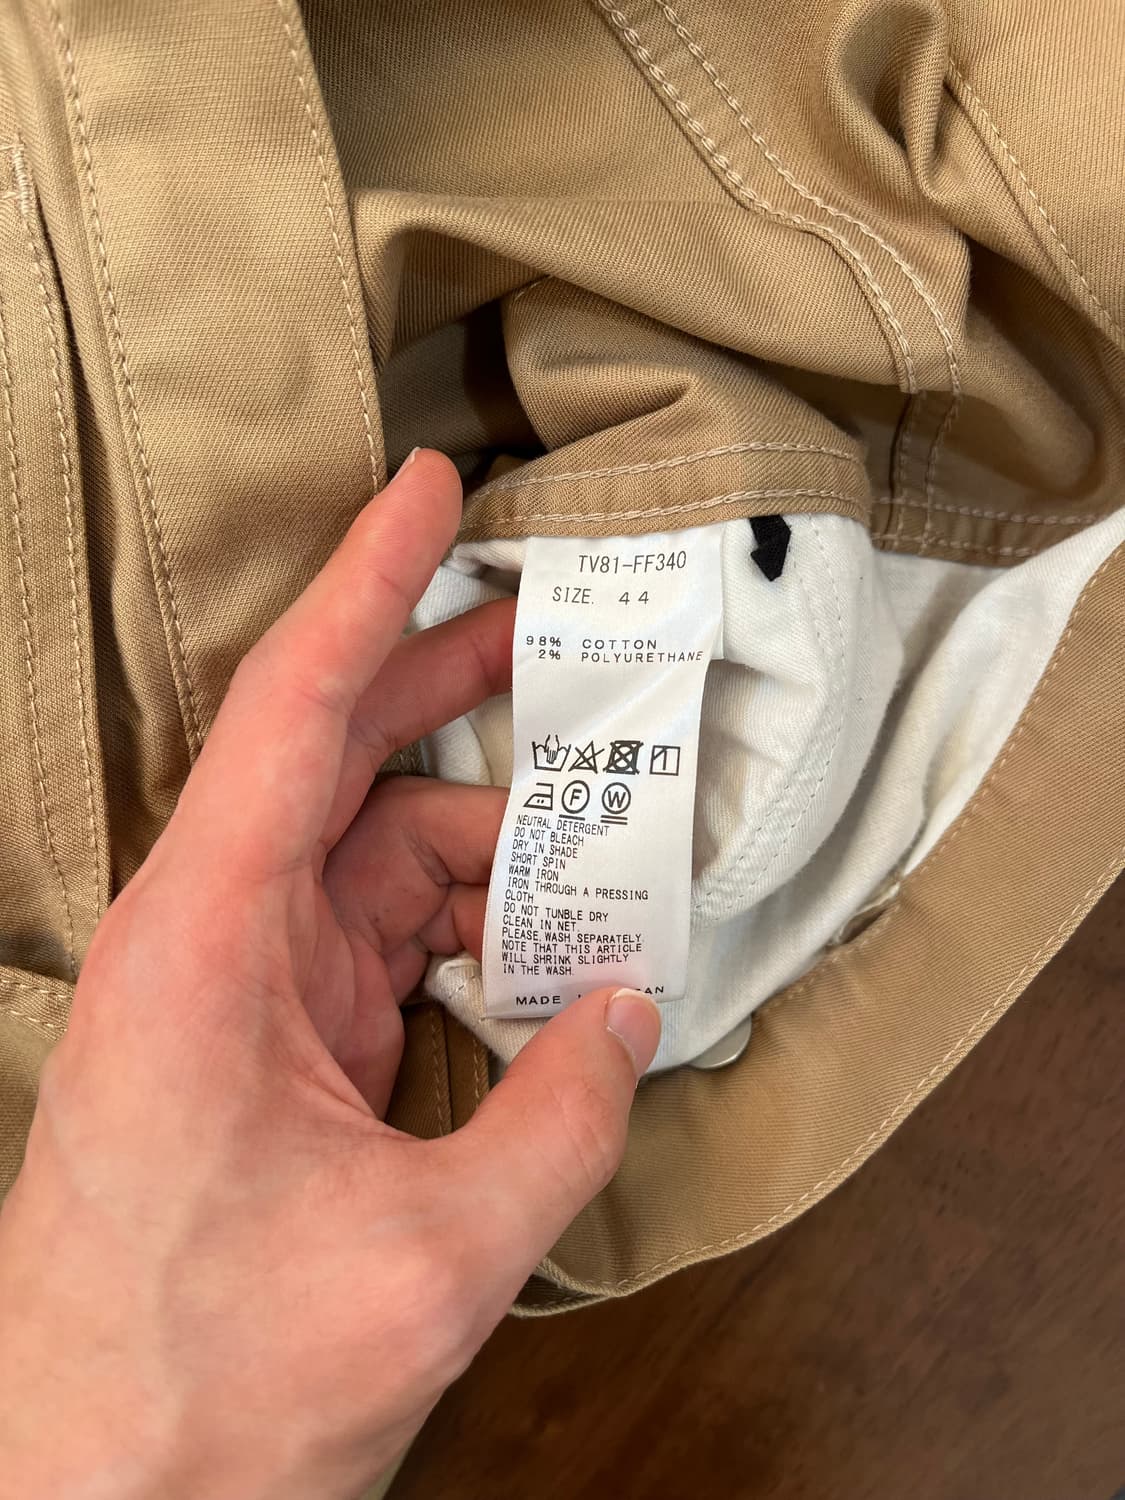 TV81-FF340
SIZE. 44
98% COTTON
2% POLYURETHANE
F W
NEUTRAL DETERGENT
DO NOT BLEACH
DRY IN SHADE
SHORT SPIN
WARM IRON
IRON THROUGH A PRESSING
CLOTH
DO NOT TUNBLE DRY
CLEAN IN NET
PLEASE.WASH SEPARATELY.
NOTE THAT THIS ARTICLE
WILL SHRINK SLIGHTLY
IN THE WASH.
MADE